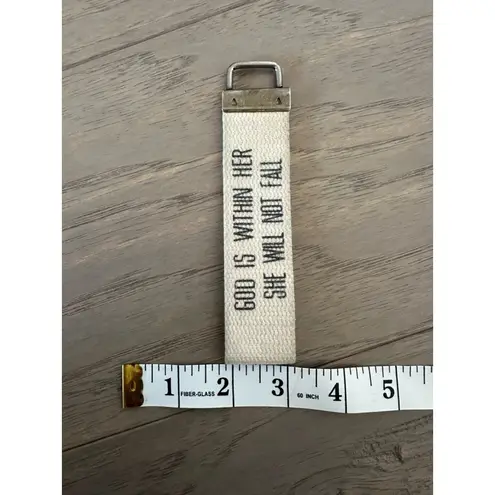 GOD IS WITHIN HER
SHE WILL NOT FALL
1 FIBER-GLASS 2 3 60 INCH 4 5